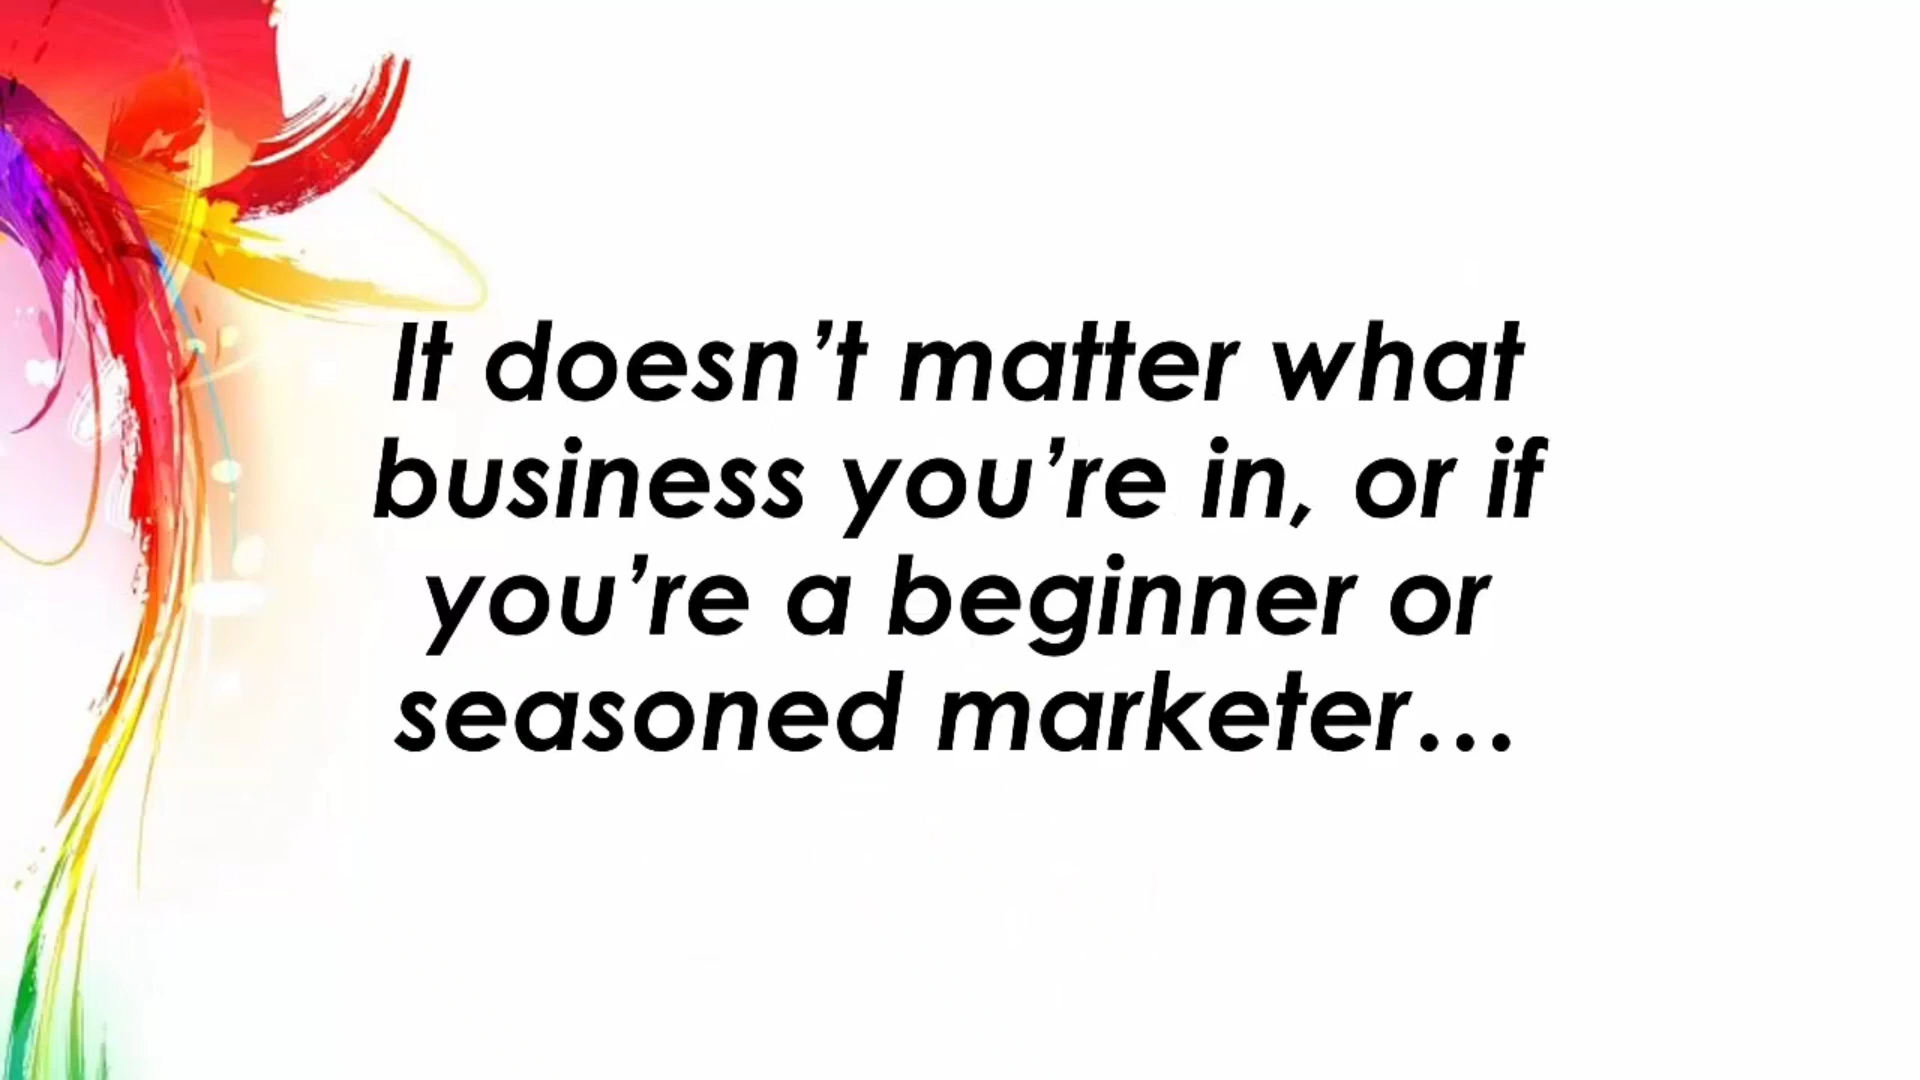 It doesn’t matter what
business you’re in, or if
you’re a beginner or
seasoned marketer…